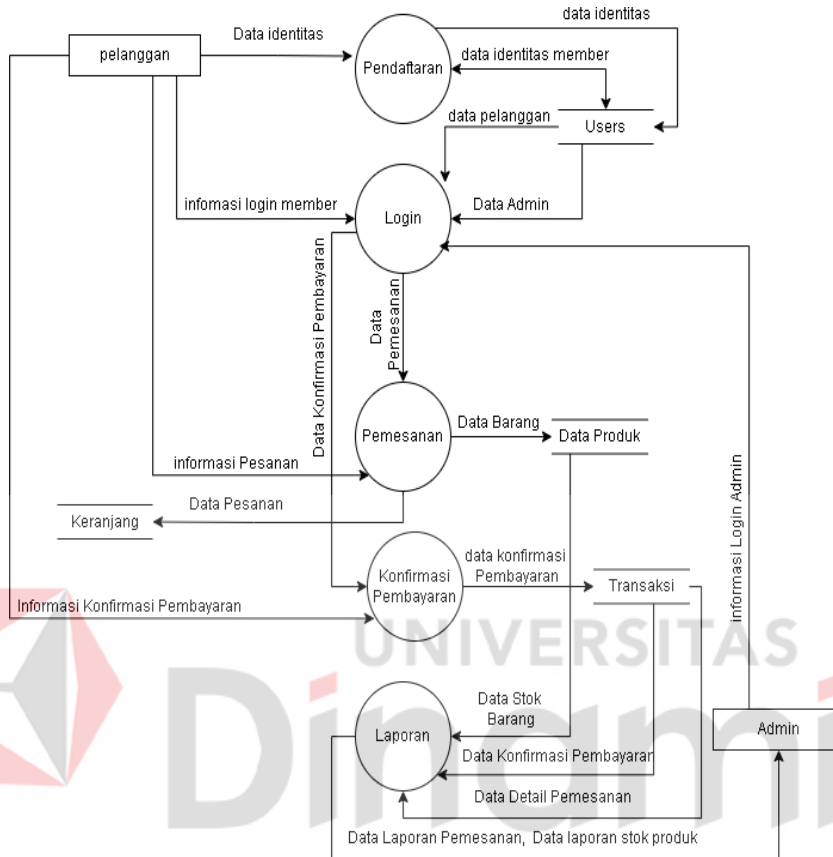 data identitas
Data identitas
pelanggan
Pendaftaran
data identitas member
data pelanggan
Users
infomasi login member
Login
Data Admin
Data Konfirmasi Pembayaran
Data
Pemesanan
Pemesanan
Data Barang
Data Produk
informasi Pesanan
Data Pesanan
Keranjang
informasi Login Admin
data konfirmasi
Pembayaran
Konfirmasi
Pembayaran
Transaksi
Informasi Konfirmasi Pembayaran
UNIVERSITAS
Dinami
Data Stok
Barang
Laporan
Admin
Data Konfirmasi Pembayaran
Data Detail Pemesanan
Data Laporan Pemesanan, Data laporan stok produk